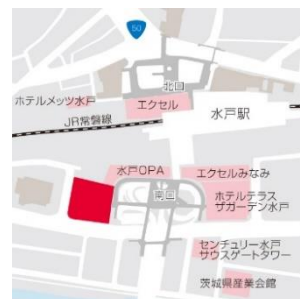 50
北口
ホテルメッツ水戸
エクセル
JR常磐線
水戸駅
水戸OPA
エクセルみなみ
南口
ホテルテラス
ザガーデン水戸
センチュリー水戸
サウスゲートタワー
茨城県産業会館